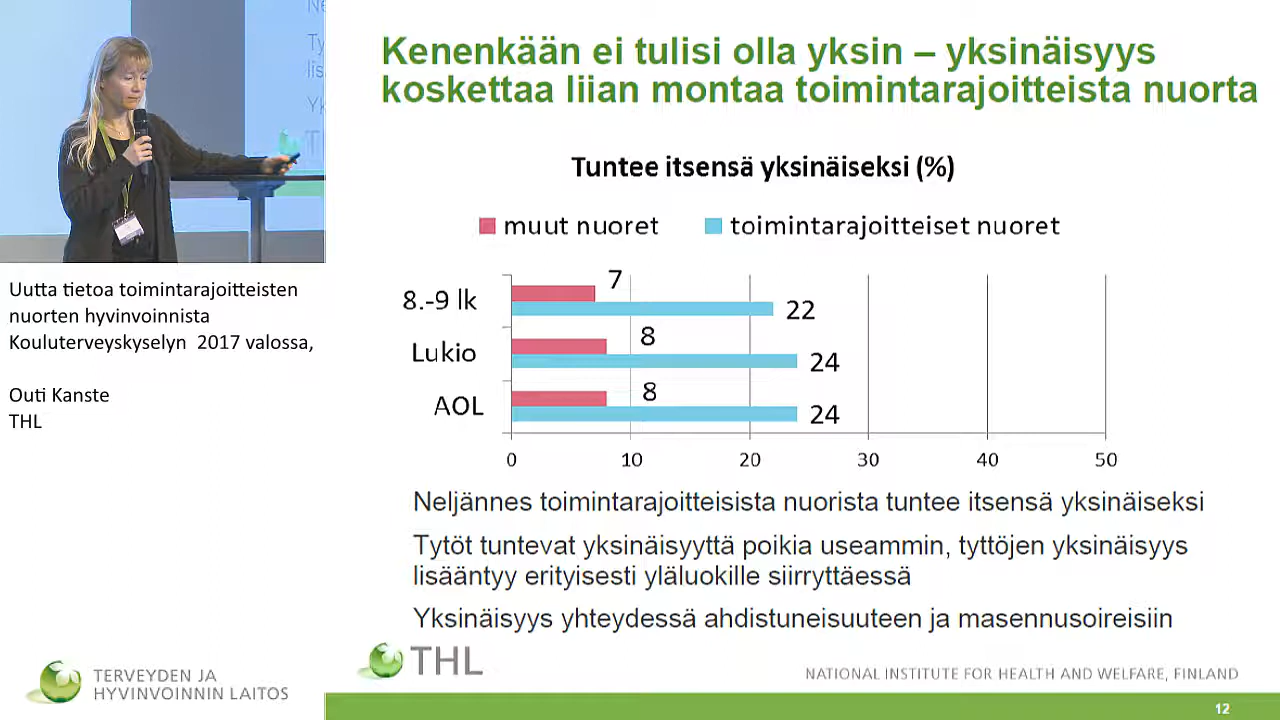 Kenenkään ei tulisi olla yksin – yksinäisyys
koskettaa liian montaa toimintarajoitteista nuorta
Tuntee itsensä yksinäiseksi (%)
muut nuoret
toimintarajoitteiset nuoret
8.-9 lk
7
22
Lukio
8
24
AOL
8
24
0 10 20 30 40 50
Neljännes toimintarajoitteisista nuorista tuntee itsensä yksinäiseksi
Tytöt tuntevat yksinäisyyttä poikia useammin, tyttöjen yksinäisyys
lisääntyy erityisesti yläluokille siirryttäessä
Yksinäisyys yhteydessä ahdistuneisuuteen ja masennusoireisiin
THL
NATIONAL INSTITUTE FOR HEALTH AND WELFARE, FINLAND
12
Uutta tietoa toimintarajoitteisten
nuorten hyvinvoinnista
Kouluterveyskyselyn 2017 valossa,
Outi Kanste
THL
TERVEYDEN JA
HYVINVOINNIN LAITOS